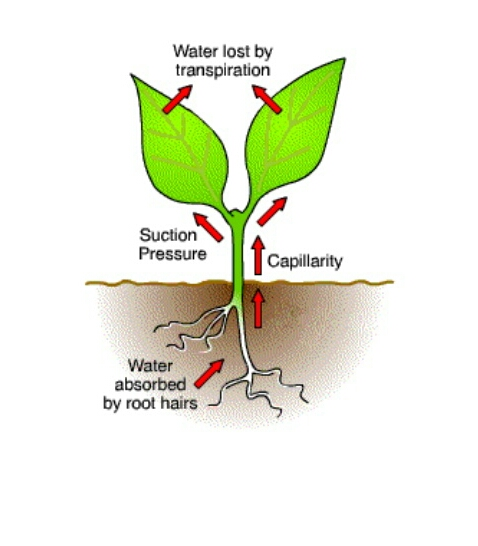 Water lost by
transpiration
Suction
Pressure
Capillarity
Water
absorbed
by root hairs